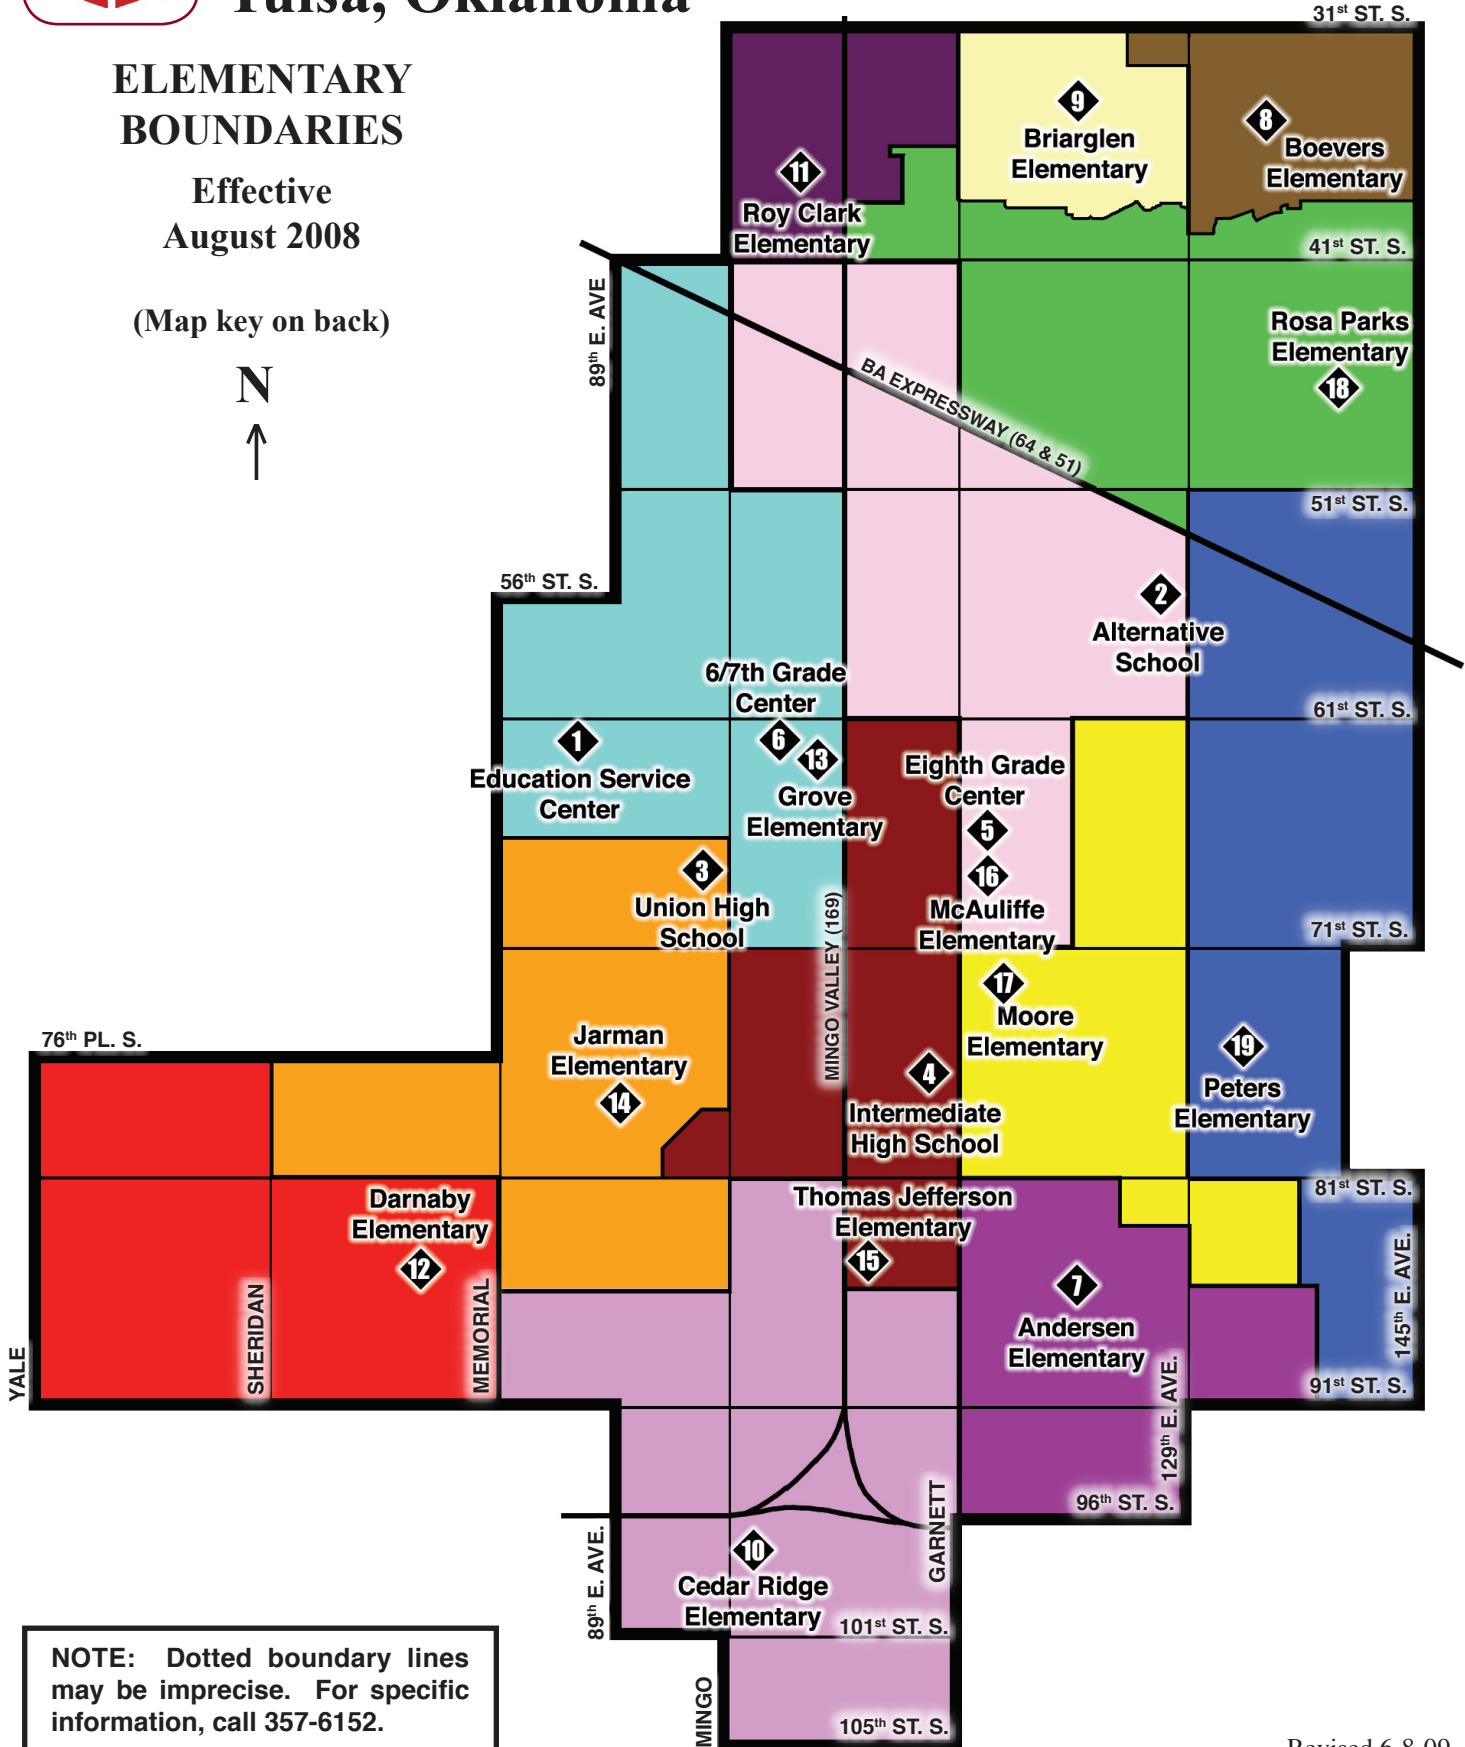 Tulsa, Oklahoma
ELEMENTARY
BOUNDARIES
Effective
August 2008
(Map key on back)
N
31st ST. S.
9
Briarglen
Elementary
8
Boevers
Elementary
11
Roy Clark
Elementary
41st ST. S.
89th E. AVE
Rosa Parks
Elementary
18
BA EXPRESSWAY (64 & 51)
51st ST. S.
56th ST. S.
2
Alternative
School
6/7th Grade
Center
61st ST. S.
1
Education Service
Center
6
13
Grove
Elementary
Eighth Grade
Center
5
16
McAuliffe
Elementary
3
Union High
School
MINGO VALLEY (169)
71st ST. S.
17
Moore
Elementary
76th PL. S.
Jarman
Elementary
14
4
Intermediate
High School
19
Peters
Elementary
81st ST. S.
Darnaby
Elementary
12
Thomas Jefferson
Elementary
15
7
Andersen
Elementary
YALE
SHERIDAN
MEMORIAL
129th E. AVE.
145th E. AVE.
91st ST. S.
96th ST. S.
GARNETT
89th E. AVE.
10
Cedar Ridge
Elementary
101st ST. S.
MINGO
105th ST. S.
NOTE: Dotted boundary lines
may be imprecise. For specific
information, call 357-6152.
Revised 6-8-09